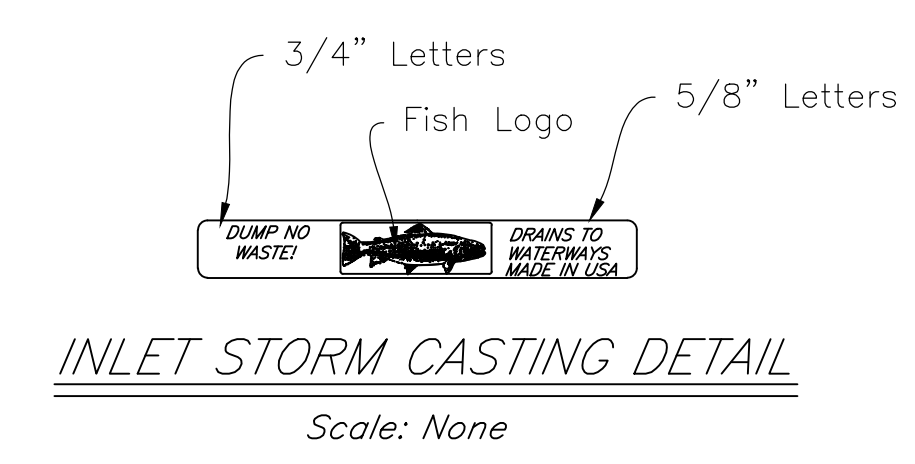 3/4” Letters
5/8” Letters
Fish Logo
DUMP NO
WASTE!
DRAINS TO
WATERWAYS
MADE IN USA
INLET STORM CASTING DETAIL
Scale: None